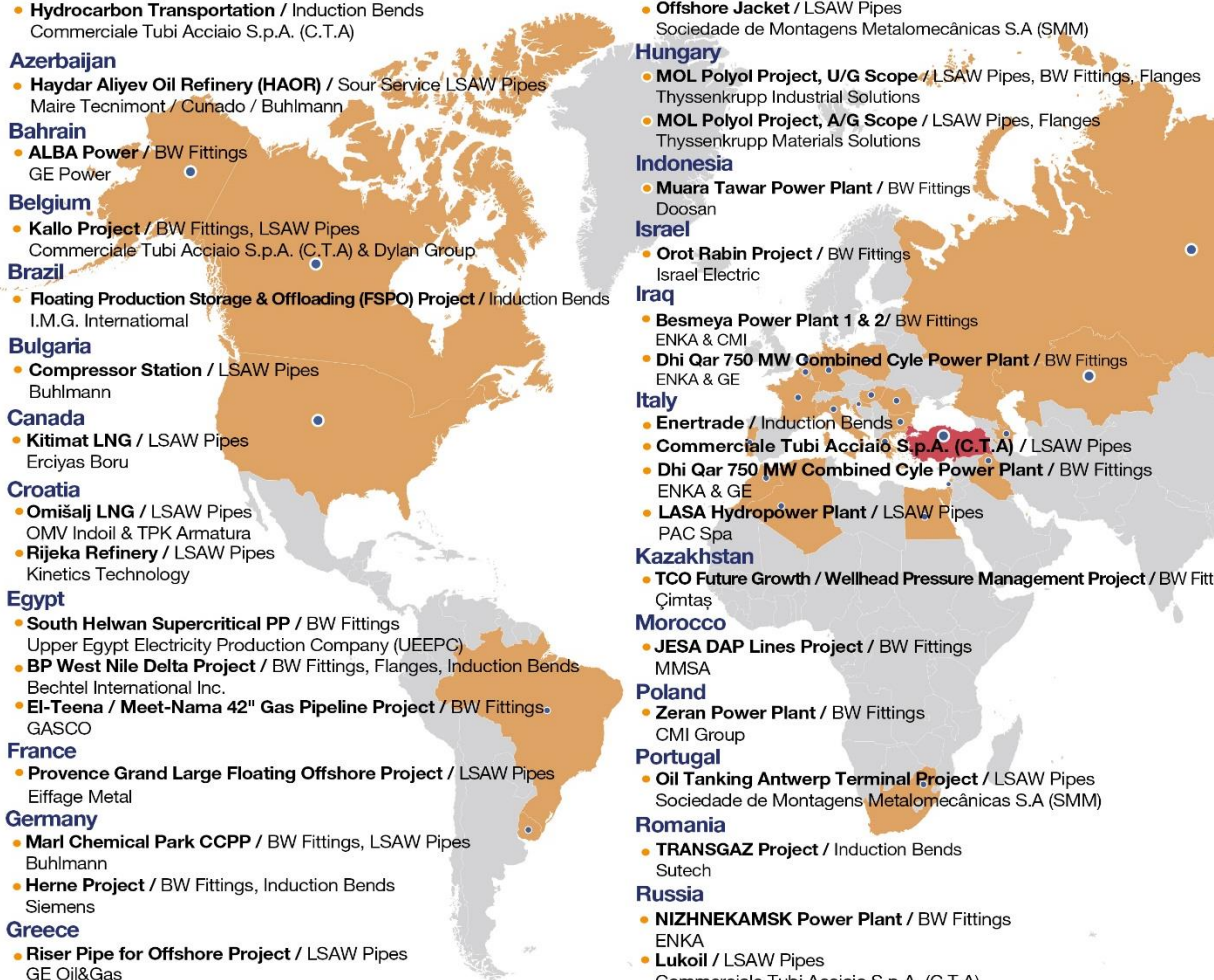 Hydrocarbon Transportation / Induction Bends
Commerciale Tubi Acciaio S.p.A. (C.T.A)
Azerbaijan
Haydar Aliyev Oil Refinery (HAOR) / Sour Service LSAW Pipes
Maire Tecnimont / Cunado / Buhlmann
Bahrain
ALBA Power / BW Fittings
GE Power
Belgium
Kallo Project / BW Fittings, LSAW Pipes
Commerciale Tubi Acciaio S.p.A. (C.T.A) & Dylan Group
Brazil
Floating Production Storage & Offloading (FSPO) Project / Induction Bends
I.M.G. Internatiomal
Bulgaria
Compressor Station / LSAW Pipes
Buhlmann
Canada
Kitimat LNG / LSAW Pipes
Erciyas Boru
Croatia
Omišalj LNG / LSAW Pipes
OMV Indoil & TPK Armatura
Rijeka Refinery / LSAW Pipes
Kinetics Technology
Egypt
South Helwan Supercritical PP / BW Fittings
Upper Egypt Electricity Production Company (UEEPC)
BP West Nile Delta Project / BW Fittings, Flanges, Induction Bends
Bechtel International Inc.
El-Teena / Meet-Nama 42" Gas Pipeline Project / BW Fittings
GASCO
France
Provence Grand Large Floating Offshore Project / LSAW Pipes
Eiffage Metal
Germany
Marl Chemical Park CCPP / BW Fittings, LSAW Pipes
Buhlmann
Herne Project / BW Fittings, Induction Bends
Siemens
Greece
Riser Pipe for Offshore Project / LSAW Pipes
GE Oil&Gas
Offshore Jacket / LSAW Pipes
Sociedade de Montagens Metalomecânicas S.A (SMM)
Hungary
MOL Polyol Project, U/G Scope / LSAW Pipes, BW Fittings, Flanges
Thyssenkrupp Industrial Solutions
MOL Polyol Project, A/G Scope / LSAW Pipes, Flanges
Thyssenkrupp Materials Solutions
Indonesia
Muara Tawar Power Plant / BW Fittings
Doosan
Israel
Orot Rabin Project / BW Fittings
Israel Electric
Iraq
Besmeya Power Plant 1 & 2/ BW Fittings
ENKA & CMI
Dhi Qar 750 MW Combined Cyle Power Plant / BW Fittings
ENKA & GE
Italy
Enertrade / Induction Bends
Commerciale Tubi Acciaio S.p.A. (C.T.A) / LSAW Pipes
Dhi Qar 750 MW Combined Cyle Power Plant / BW Fittings
ENKA & GE
LASA Hydropower Plant / LSAW Pipes
PAC Spa
Kazakhstan
TCO Future Growth / Wellhead Pressure Management Project / BW Fitt
Çimtaş
Morocco
JESA DAP Lines Project / BW Fittings
MMSA
Poland
Zeran Power Plant / BW Fittings
CMI Group
Portugal
Oil Tanking Antwerp Terminal Project / LSAW Pipes
Sociedade de Montagens Metalomecânicas S.A (SMM)
Romania
TRANSGAZ Project / Induction Bends
Sutech
Russia
NIZHNEKAMSK Power Plant / BW Fittings
ENKA
Lukoil / LSAW Pipes
Commerciale Tubi Acciaio S.p.A. (C.T.A)